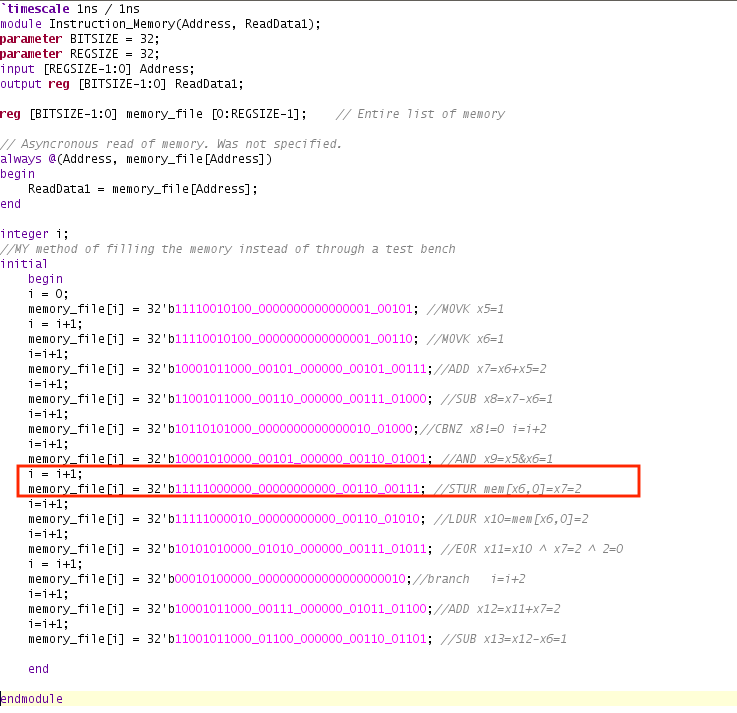 `timescale 1ns / 1ns
module Instruction_Memory(Address, ReadData1);
parameter BITSIZE = 32;
parameter REGSIZE = 32;
input [REGSIZE-1:0] Address;
output reg [BITSIZE-1:0] ReadData1;
reg [BITSIZE-1:0] memory_file [0:REGSIZE-1]; // Entire list of memory
// Asyncronous read of memory. Was not specified.
always @(Address, memory_file[Address])
begin
ReadData1 = memory_file[Address];
end
integer i;
//MY method of filling the memory instead of through a test bench
initial
begin
i = 0;
memory_file[i] = 32'b11110010100_0000000000000001_00101; //MOVK x5=1
i = i+1;
memory_file[i] = 32'b11110010100_0000000000000001_00110; //MOVK x6=1
i=i+1;
memory_file[i] = 32'b10001011000_00101_000000_00101_00111;//ADD x7=x6+x5=2
i=i+1;
memory_file[i] = 32'b11001011000_00110_000000_00111_01000; //SUB x8=x7-x6=1
i=i+1;
memory_file[i] = 32'b10110101000_0000000000000010_01000;//CBNZ x8!=0 i=i+2
i=i+1;
memory_file[i] = 32'b10001010000_00101_000000_00110_01001; //AND x9=x5&x6=1
i = i+1;
memory_file[i] = 32'b11111000000_00000000000_00110_00111; //STUR mem[x6,0]=x7=2
i=i+1;
memory_file[i] = 32'b11111000010_00000000000_00110_01010; //LDUR x10=mem[x6,0]=2
i=i+1;
memory_file[i] = 32'b10101010000_01010_000000_00111_01011; //EOR x11=x10 ^ x7=2 ^ 2=0
i = i+1;
memory_file[i] = 32'b00010100000_000000000000000000010;//branch i=i+2
i=i+1;
memory_file[i] = 32'b10001011000_00111_000000_01011_01100;//ADD x12=x11+x7=2
i=i+1;
memory_file[i] = 32'b11001011000_01100_000000_00110_01101; //SUB x13=x12-x6=1
end
endmodule